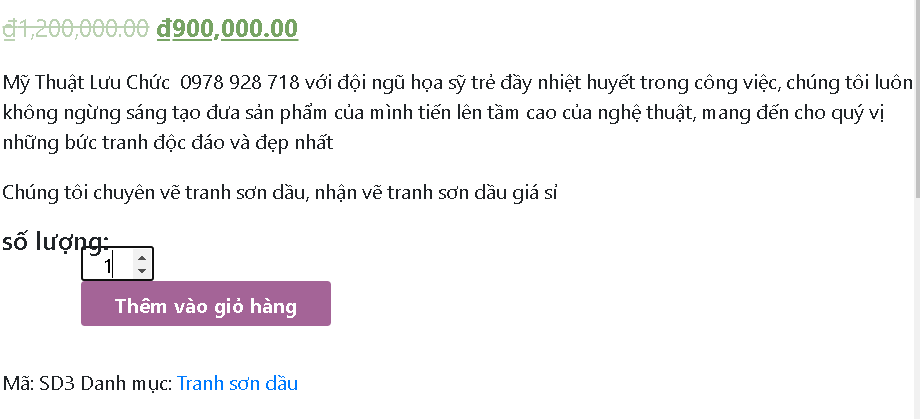 ₫1,200,000.00 ₫900,000.00
Mỹ Thuật Lưu Chức 0978 928 718 với đội ngũ họa sỹ trẻ đầy nhiệt huyết trong công việc, chúng tôi luôn
không ngừng sáng tạo đưa sản phẩm của mình tiến lên tầm cao của nghệ thuật, mang đến cho quý vị
những bức tranh độc đáo và đẹp nhất
Chúng tôi chuyên vẽ tranh sơn dầu, nhận vẽ tranh sơn dầu giá sỉ
số lượng:
1
Thêm vào giỏ hàng
Mã: SD3 Danh mục: Tranh sơn dầu